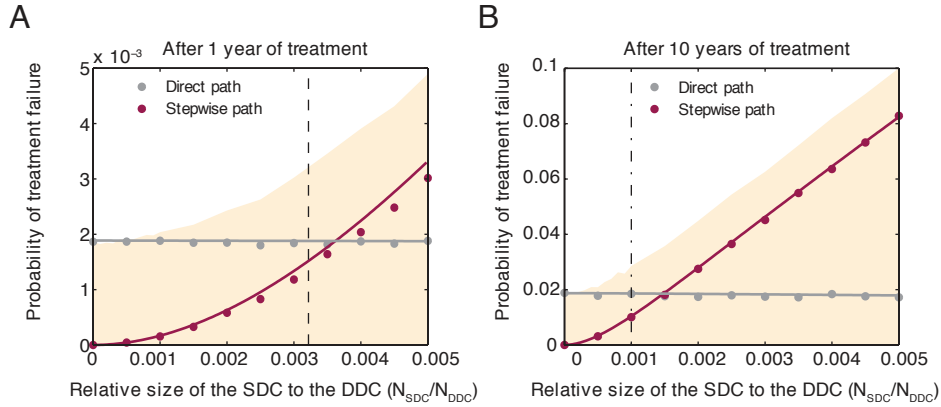 A
After 1 year of treatment
× 10⁻³
5
4
3
2
1
0
Probability of treatment failure
Direct path
Stepwise path
0 0.001 0.002 0.003 0.004 0.005
Relative size of the SDC to the DDC (N_SDC/N_DDC)
B
After 10 years of treatment
0.1
0.08
0.06
0.04
0.02
0
Probability of treatment failure
Direct path
Stepwise path
0 0.001 0.002 0.003 0.004 0.005
Relative size of the SDC to the DDC (N_SDC/N_DDC)